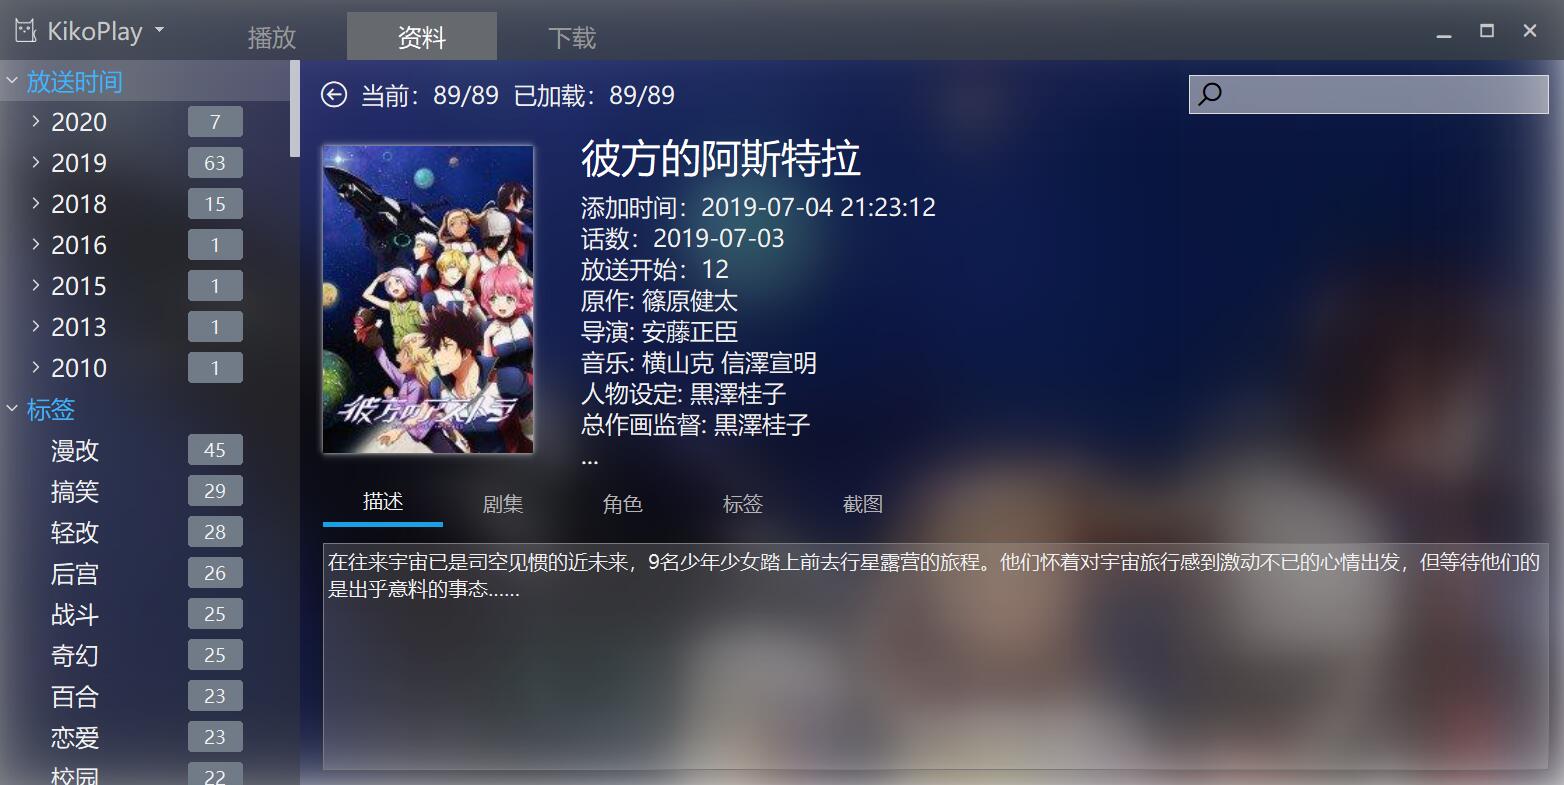 KikoPlay
播放
资料
下载
放送时间
2020 7
2019 63
2018 15
2016 1
2015 1
2013 1
2010 1
标签
漫改 45
搞笑 29
轻改 28
后宫 26
战斗 25
奇幻 25
百合 23
恋爱 23
校园 22
当前：89/89 已加载：89/89
彼方のアストラ
彼方的阿斯特拉
添加时间：2019-07-04 21:23:12
话数：2019-07-03
放送开始：12
原作: 篠原健太
导演: 安藤正臣
音乐: 横山克 信澤宣明
人物设定: 黒澤桂子
总作画监督: 黒澤桂子
...
描述
剧集
角色
标签
截图
在往来宇宙已是司空见惯的近未来，9名少年少女踏上前去行星露营的旅程。他们怀着对宇宙旅行感到激动不已的心情出发，但等待他们的
是出乎意料的事态……